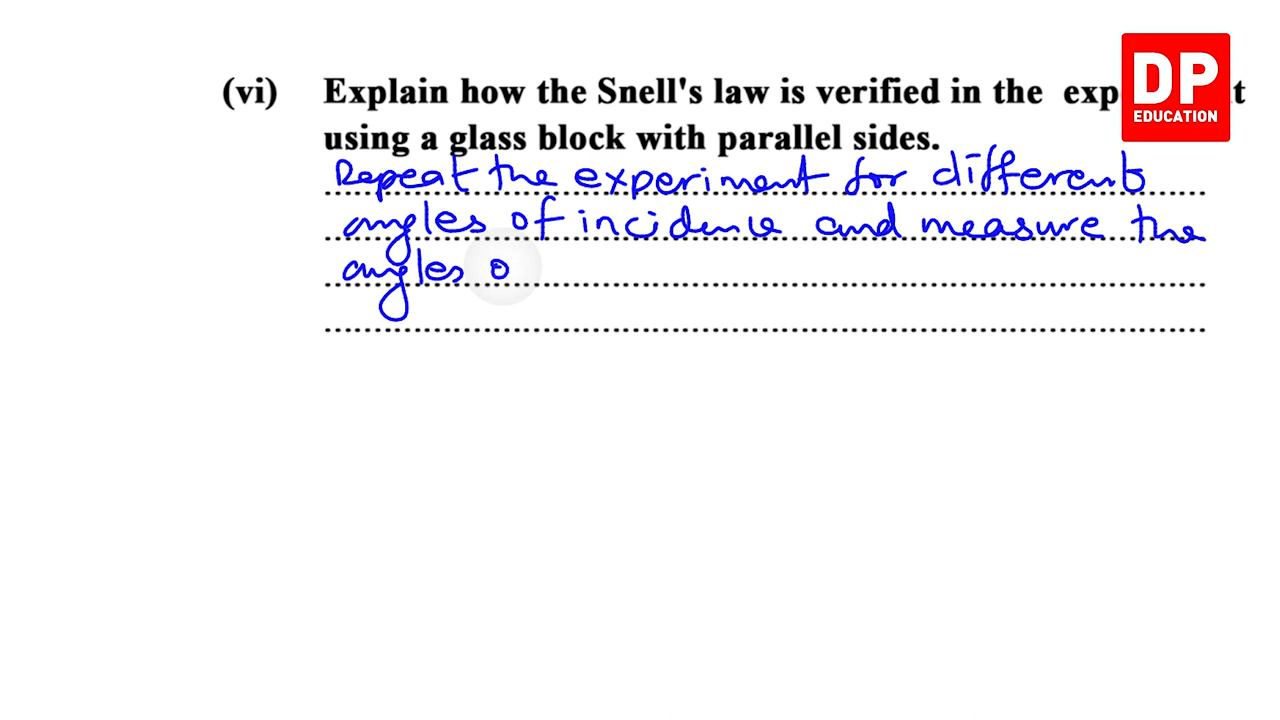 DP
EDUCATION
(vi) Explain how the Snell's law is verified in the exp t
using a glass block with parallel sides.
Repeat the experiment for different
angles of incidence and measure the
angles o